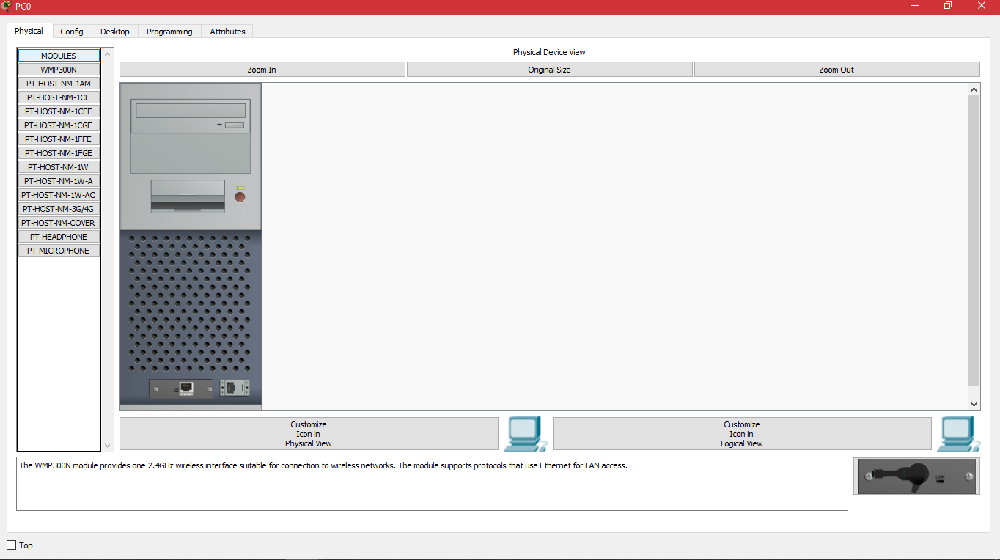 PC0
Physical
Config
Desktop
Programming
Attributes
MODULES
WMP300N
PT-HOST-NM-1AM
PT-HOST-NM-1CE
PT-HOST-NM-1CFE
PT-HOST-NM-1CGE
PT-HOST-NM-1FFE
PT-HOST-NM-1FGE
PT-HOST-NM-1W
PT-HOST-NM-1W-A
PT-HOST-NM-1W-AC
PT-HOST-NM-3G/4G
PT-HOST-NM-COVER
PT-HEADPHONE
PT-MICROPHONE
Physical Device View
Zoom In
Original Size
Zoom Out
Customize
Icon in
Physical View
Customize
Icon in
Logical View
The WMP300N module provides one 2.4GHz wireless interface suitable for connection to wireless networks. The module supports protocols that use Ethernet for LAN access.
LINK
Top